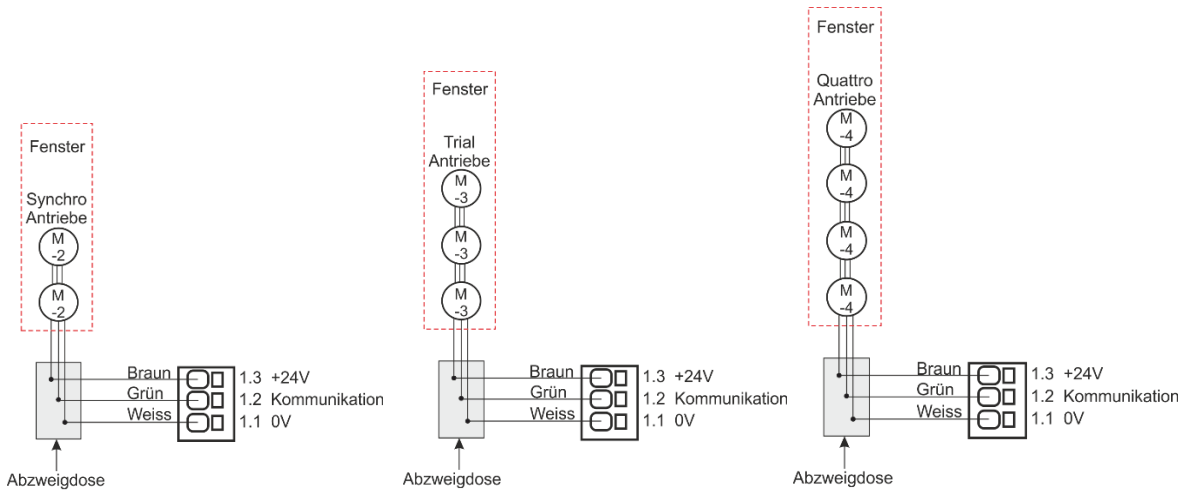 Fenster
Synchro
Antriebe
M
-2
M
-2
Braun
1.3 +24V
Grün
1.2 Kommunikation
Weiss
1.1 0V
Abzweigdose
Fenster
Trial
Antriebe
M
-3
M
-3
M
-3
Braun
1.3 +24V
Grün
1.2 Kommunikation
Weiss
1.1 0V
Abzweigdose
Fenster
Quattro
Antriebe
M
-4
M
-4
M
-4
M
-4
Braun
1.3 +24V
Grün
1.2 Kommunikation
Weiss
1.1 0V
Abzweigdose